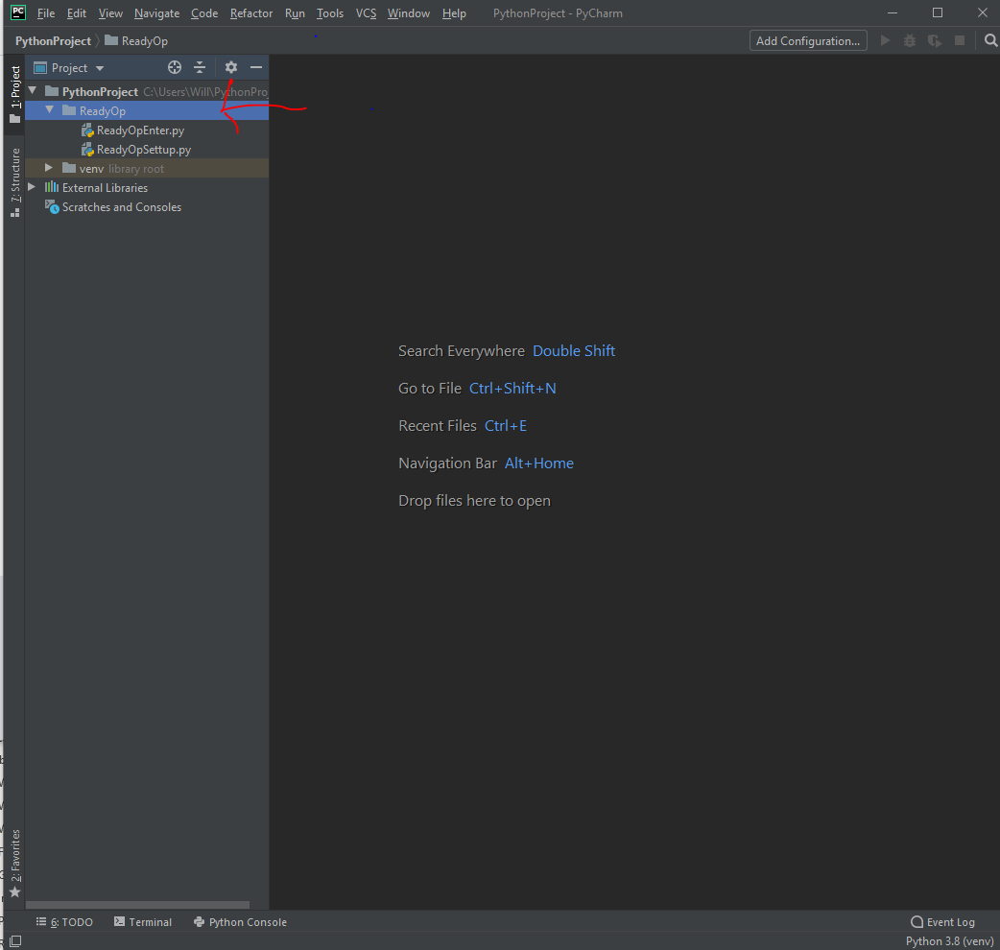 PC File Edit View Navigate Code Refactor Run Tools VCS Window Help PythonProject - PyCharm
PythonProject ReadyOp Add Configuration...
Project
1: Project
PythonProject C:\Users\Will\PythonPro
ReadyOp
ReadyOpEnter.py
ReadyOpSettup.py
venv library root
External Libraries
Scratches and Consoles
7: Structure
Search Everywhere Double Shift
Go to File Ctrl+Shift+N
Recent Files Ctrl+E
Navigation Bar Alt+Home
Drop files here to open
2: Favorites
6: TODO Terminal Python Console Event Log
Python 3.8 (venv)